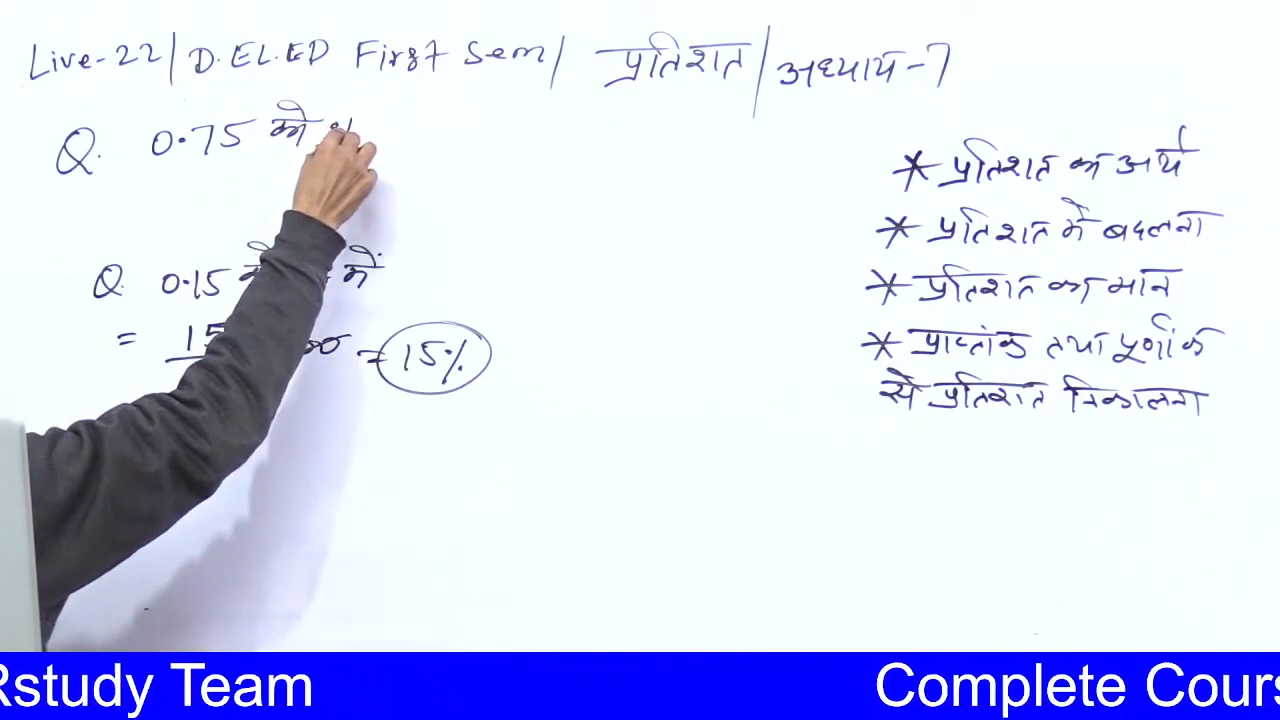 Live-22/D.EL.ED First Sem/ प्रतिशत/अध्याय-7
Q. 0.75 को
Q. 0.15 में
= 15 = 15%
* प्रतिशत का अर्थ
* प्रतिशत में बदलना
* प्रतिशत का मान
* प्राप्तांक तथा पूर्णांक
से प्रतिशत निकालना
Rstudy Team Complete Cours